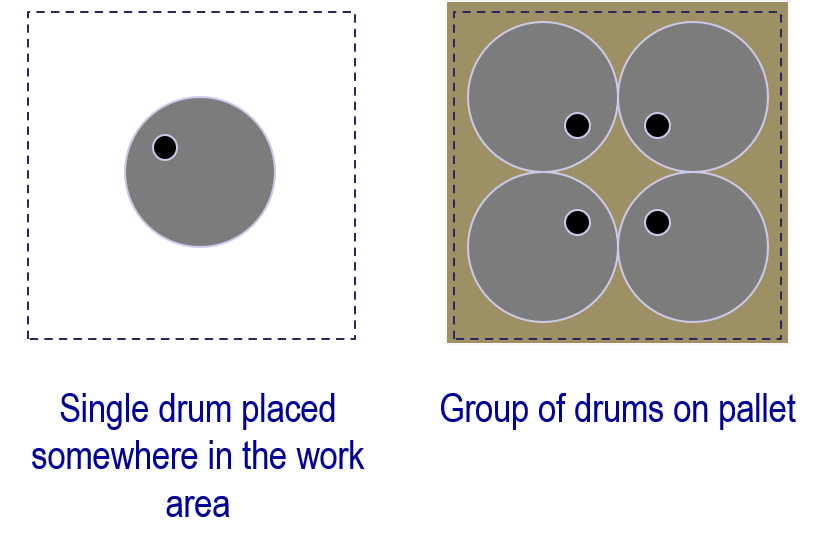 Single drum placed
somewhere in the work
area
Group of drums on pallet